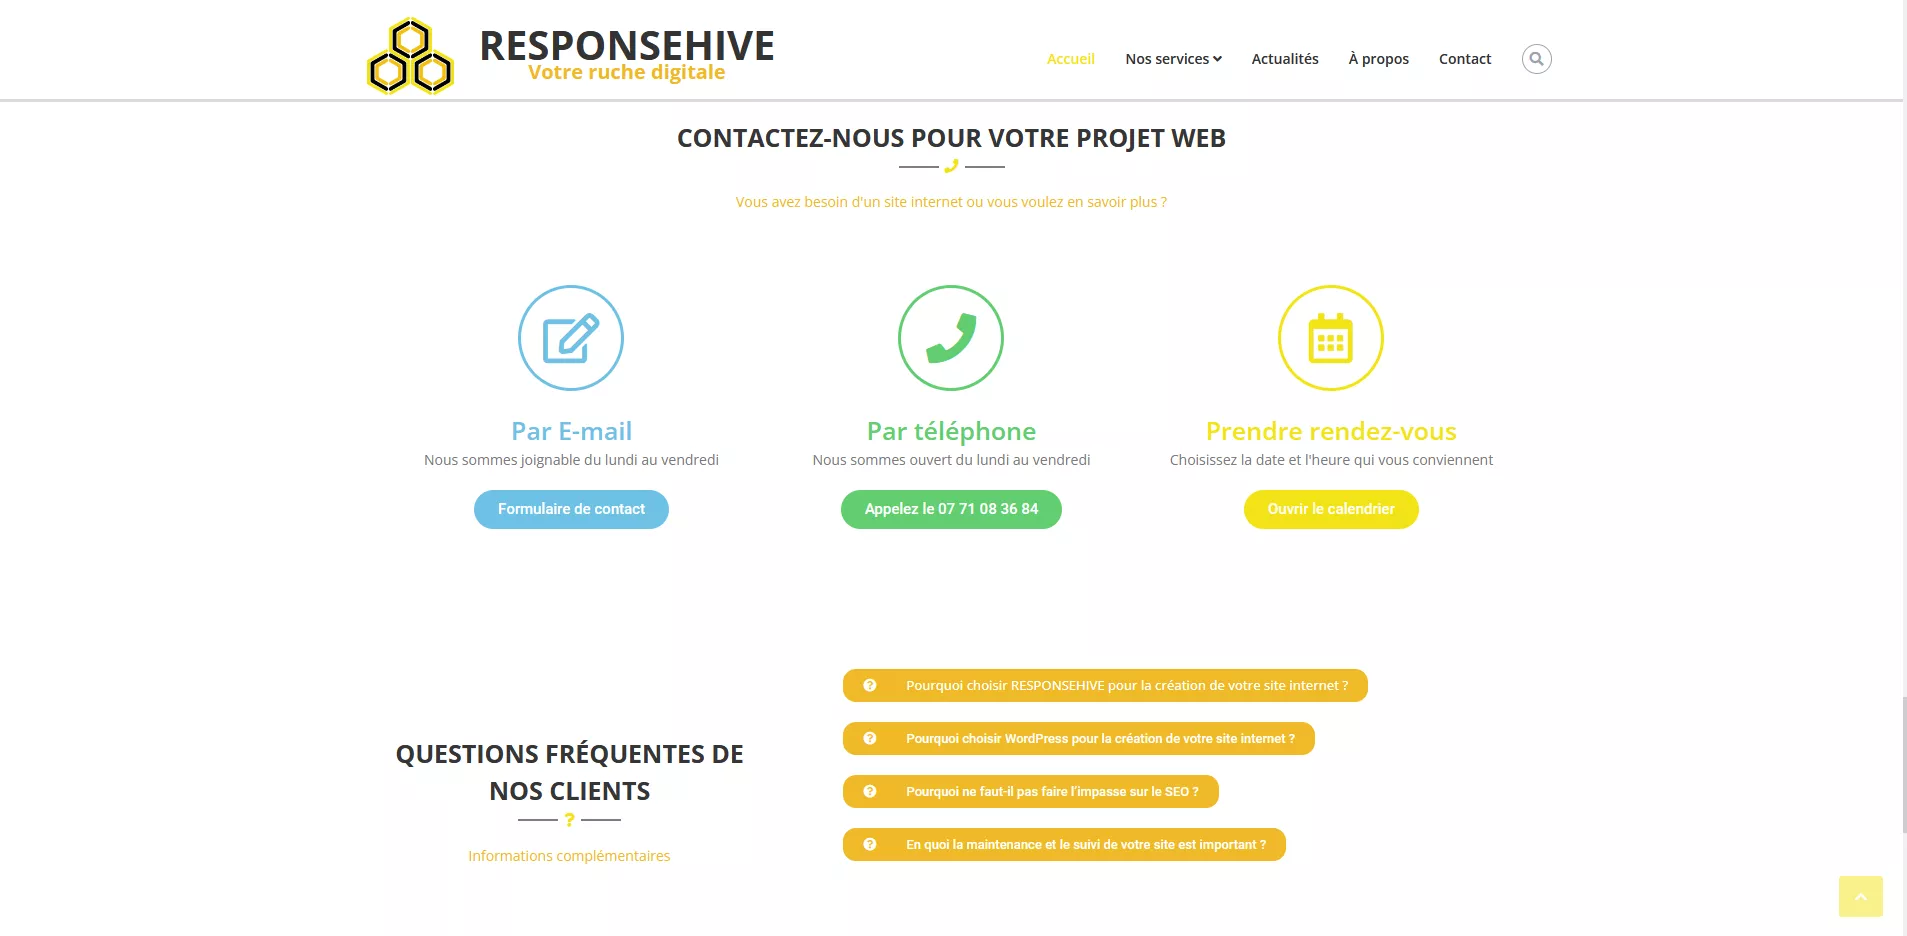 RESPONSEHIVE
Votre ruche digitale
Accueil
Nos services
Actualités
À propos
Contact
CONTACTEZ-NOUS POUR VOTRE PROJET WEB
Vous avez besoin d'un site internet ou vous voulez en savoir plus ?
Par E-mail
Nous sommes joignable du lundi au vendredi
Formulaire de contact
Par téléphone
Nous sommes ouvert du lundi au vendredi
Appelez le 07 71 08 36 84
Prendre rendez-vous
Choisissez la date et l'heure qui vous conviennent
Ouvrir le calendrier
QUESTIONS FRÉQUENTES DE
NOS CLIENTS
Informations complémentaires
Pourquoi choisir RESPONSEHIVE pour la création de votre site internet ?
Pourquoi choisir WordPress pour la création de votre site internet ?
Pourquoi ne faut-il pas faire l’impasse sur le SEO ?
En quoi la maintenance et le suivi de votre site est important ?